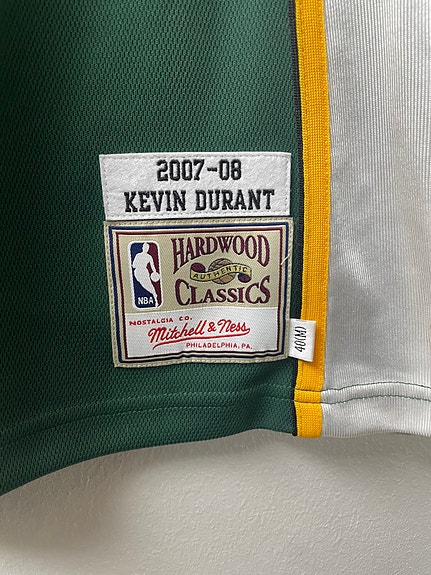 2007-08
KEVIN DURANT
NBA
HARDWOOD
AUTHENTIC
CLASSICS
NOSTALGIA CO.
Mitchell & Ness
PHILADELPHIA, PA.
40(M)